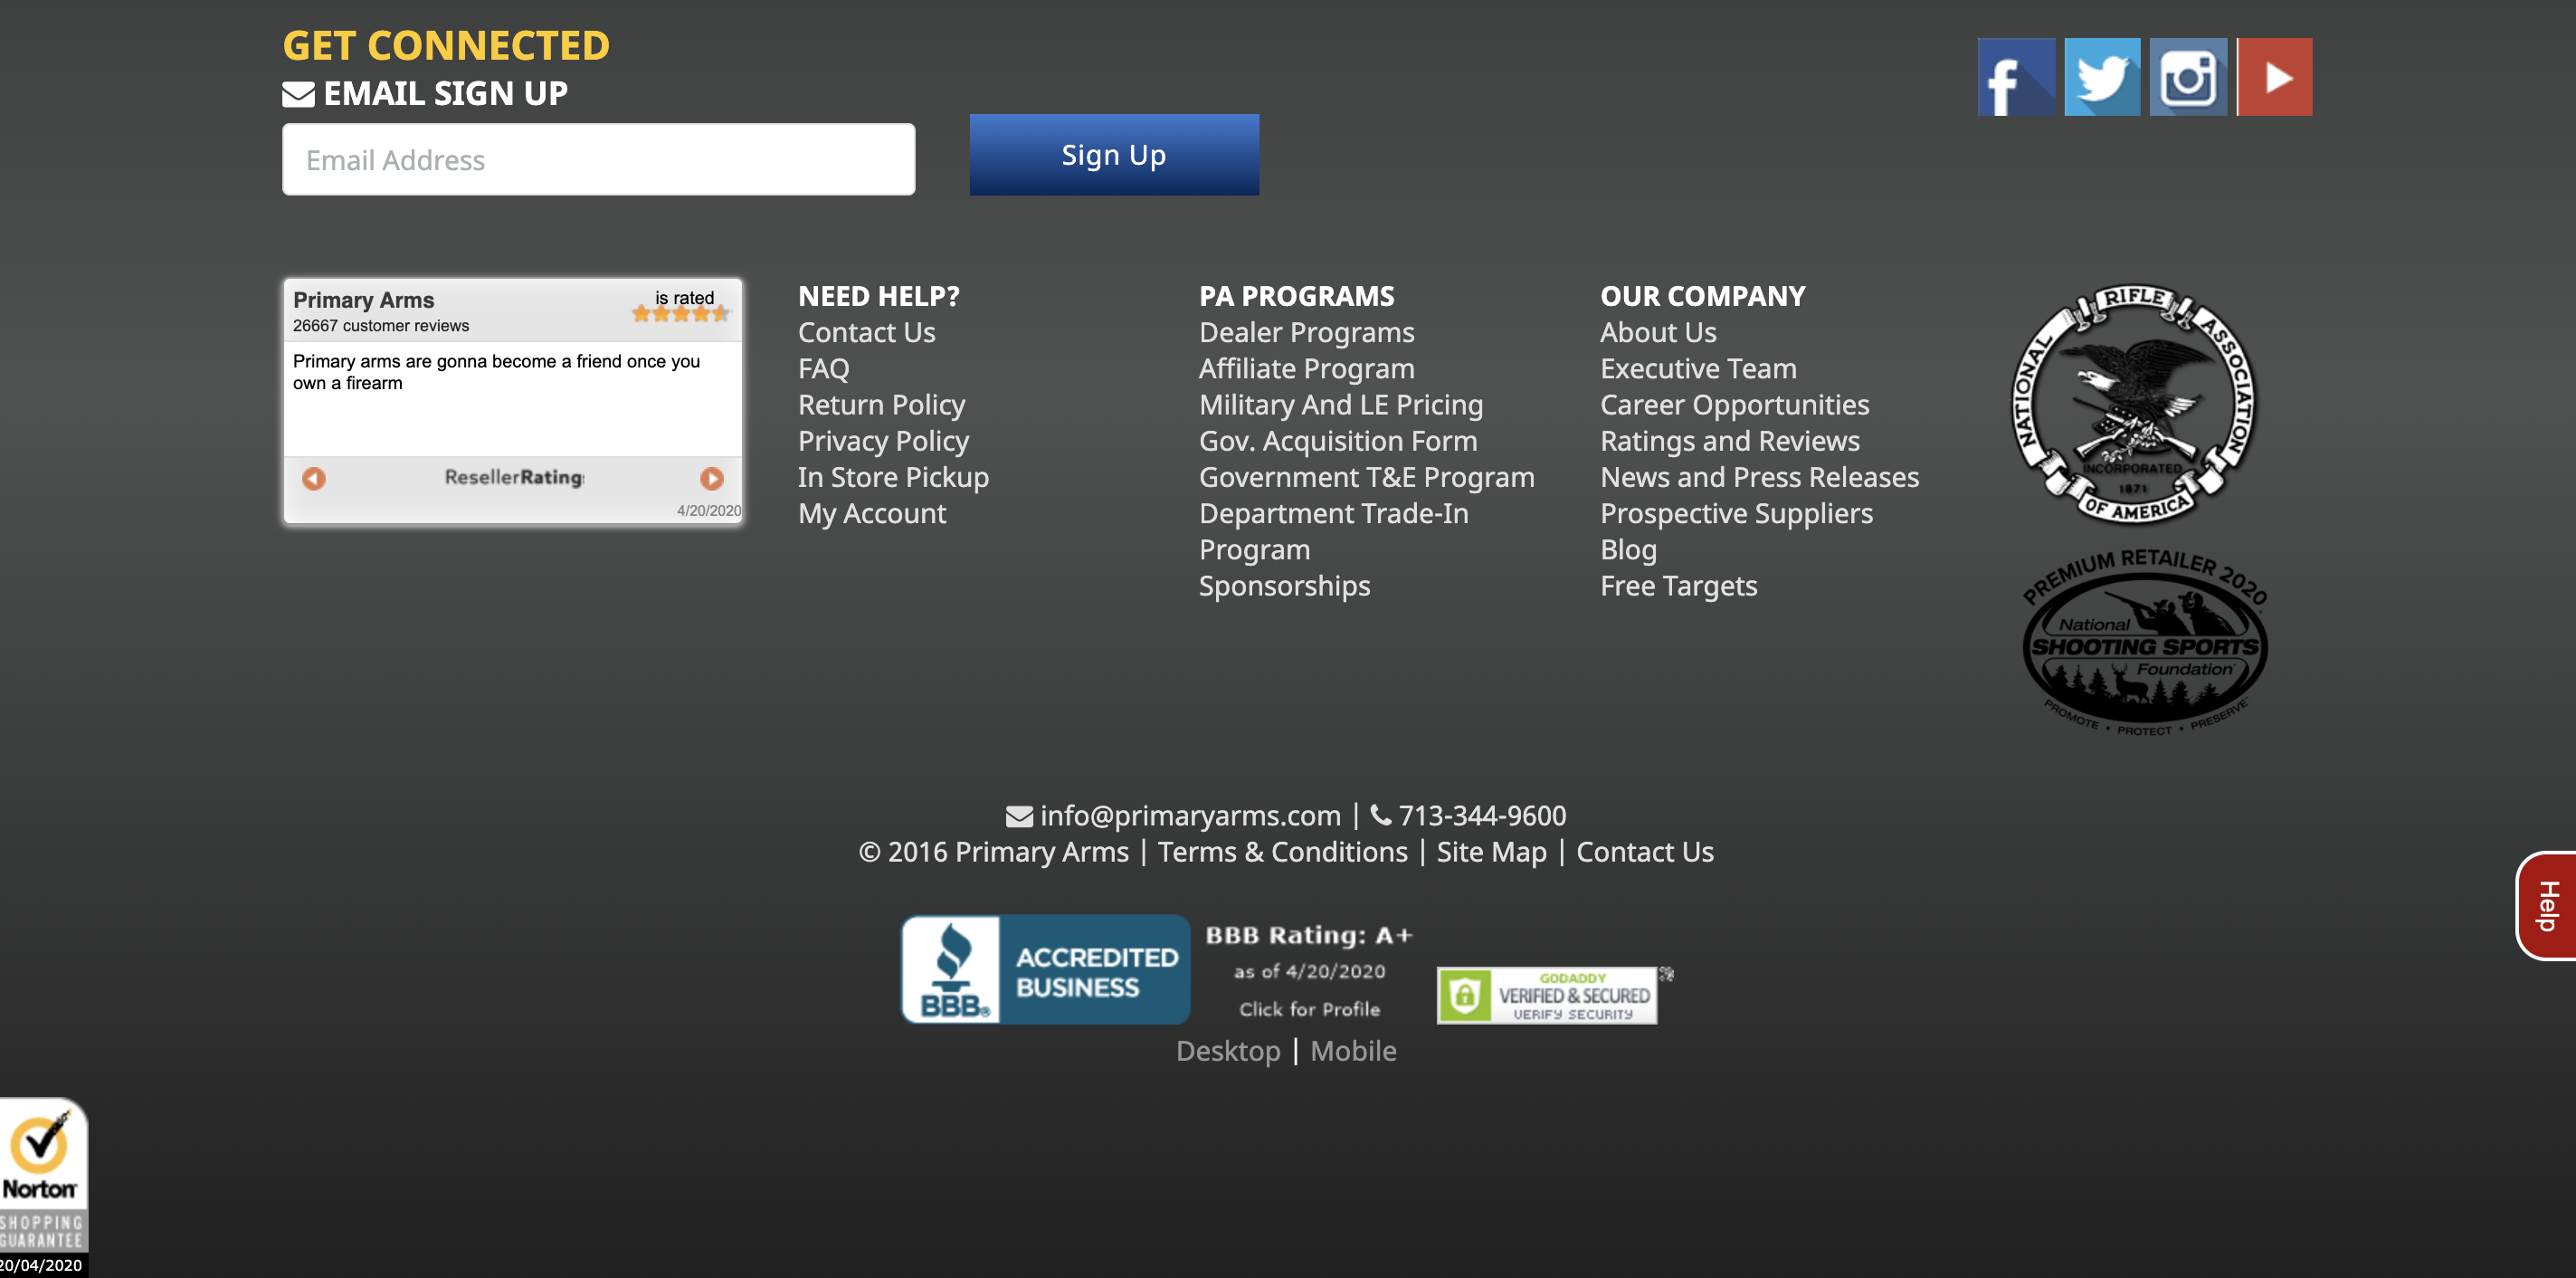 GET CONNECTED
EMAIL SIGN UP
Email Address
Sign Up
Primary Arms
26667 customer reviews
is rated
Primary arms are gonna become a friend once you
own a firearm
ResellerRating
4/20/2020
NEED HELP?
Contact Us
FAQ
Return Policy
Privacy Policy
In Store Pickup
My Account
PA PROGRAMS
Dealer Programs
Affiliate Program
Military And LE Pricing
Gov. Acquisition Form
Government T&E Program
Department Trade-In
Program
Sponsorships
OUR COMPANY
About Us
Executive Team
Career Opportunities
Ratings and Reviews
News and Press Releases
Prospective Suppliers
Blog
Free Targets
NATIONAL RIFLE ASSOCIATION
INCORPORATED
1871
OF AMERICA
PREMIUM RETAILER 2020
National
SHOOTING SPORTS
Foundation
PROMOTE • PROTECT • PRESERVE
info@primaryarms.com | 713-344-9600
© 2016 Primary Arms | Terms & Conditions | Site Map | Contact Us
Help
BBB®
ACCREDITED
BUSINESS
BBB Rating: A+
as of 4/20/2020
Click for Profile
GODADDY
VERIFIED & SECURED
VERIFY SECURITY
Desktop | Mobile
Norton
SHOPPING
GUARANTEE
20/04/2020